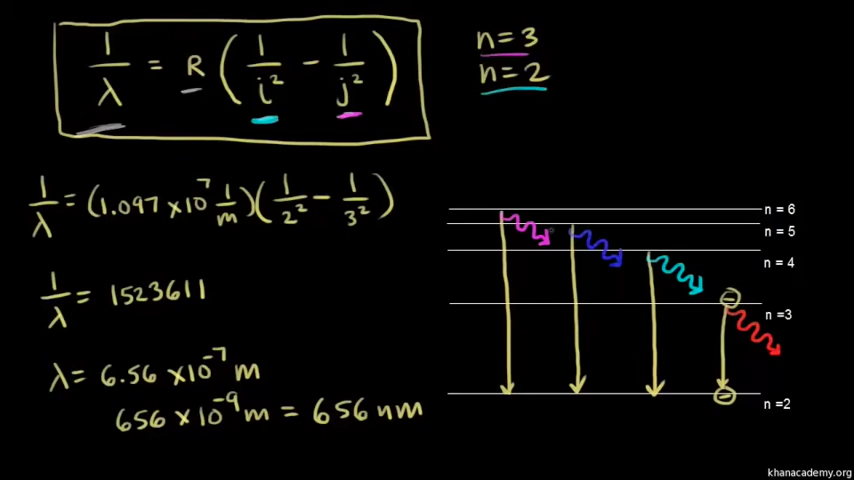 1/λ = R (1/i² − 1/j²)
n=3
n=2
1/λ = (1.097 ×10⁷ 1/m)(1/2² − 1/3²)
1/λ = 1523611
λ = 6.56 ×10⁻⁷ m
656 ×10⁻⁹ m = 656 nm
n = 6
n = 5
n = 4
n =3
n =2
khanacademy.org